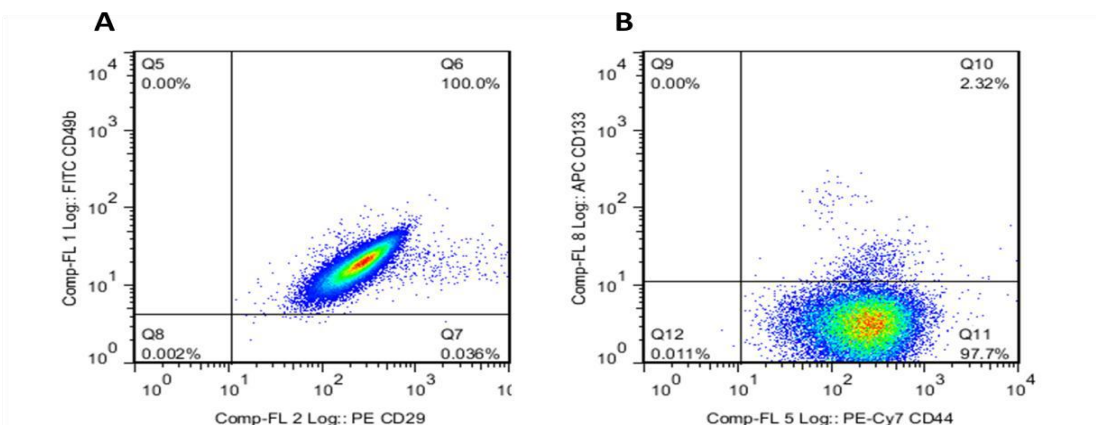 A
Q5
0.00%
Q6
100.0%
Q8
0.002%
Q7
0.036%
10 4
10 3
10 2
10 1
10 0
Comp-FL 1 Log:: FITC CD49b
10 0
10 1
10 2
10 3
Comp-FL 2 Log:: PE CD29
B
Q9
0.00%
Q10
2.32%
Q12
0.011%
Q11
97.7%
10 4
10 3
10 2
10 1
10 0
Comp-FL 8 Log:: APC CD133
10 0
10 1
10 2
10 3
10 4
Comp-FL 5 Log:: PE-Cy7 CD44